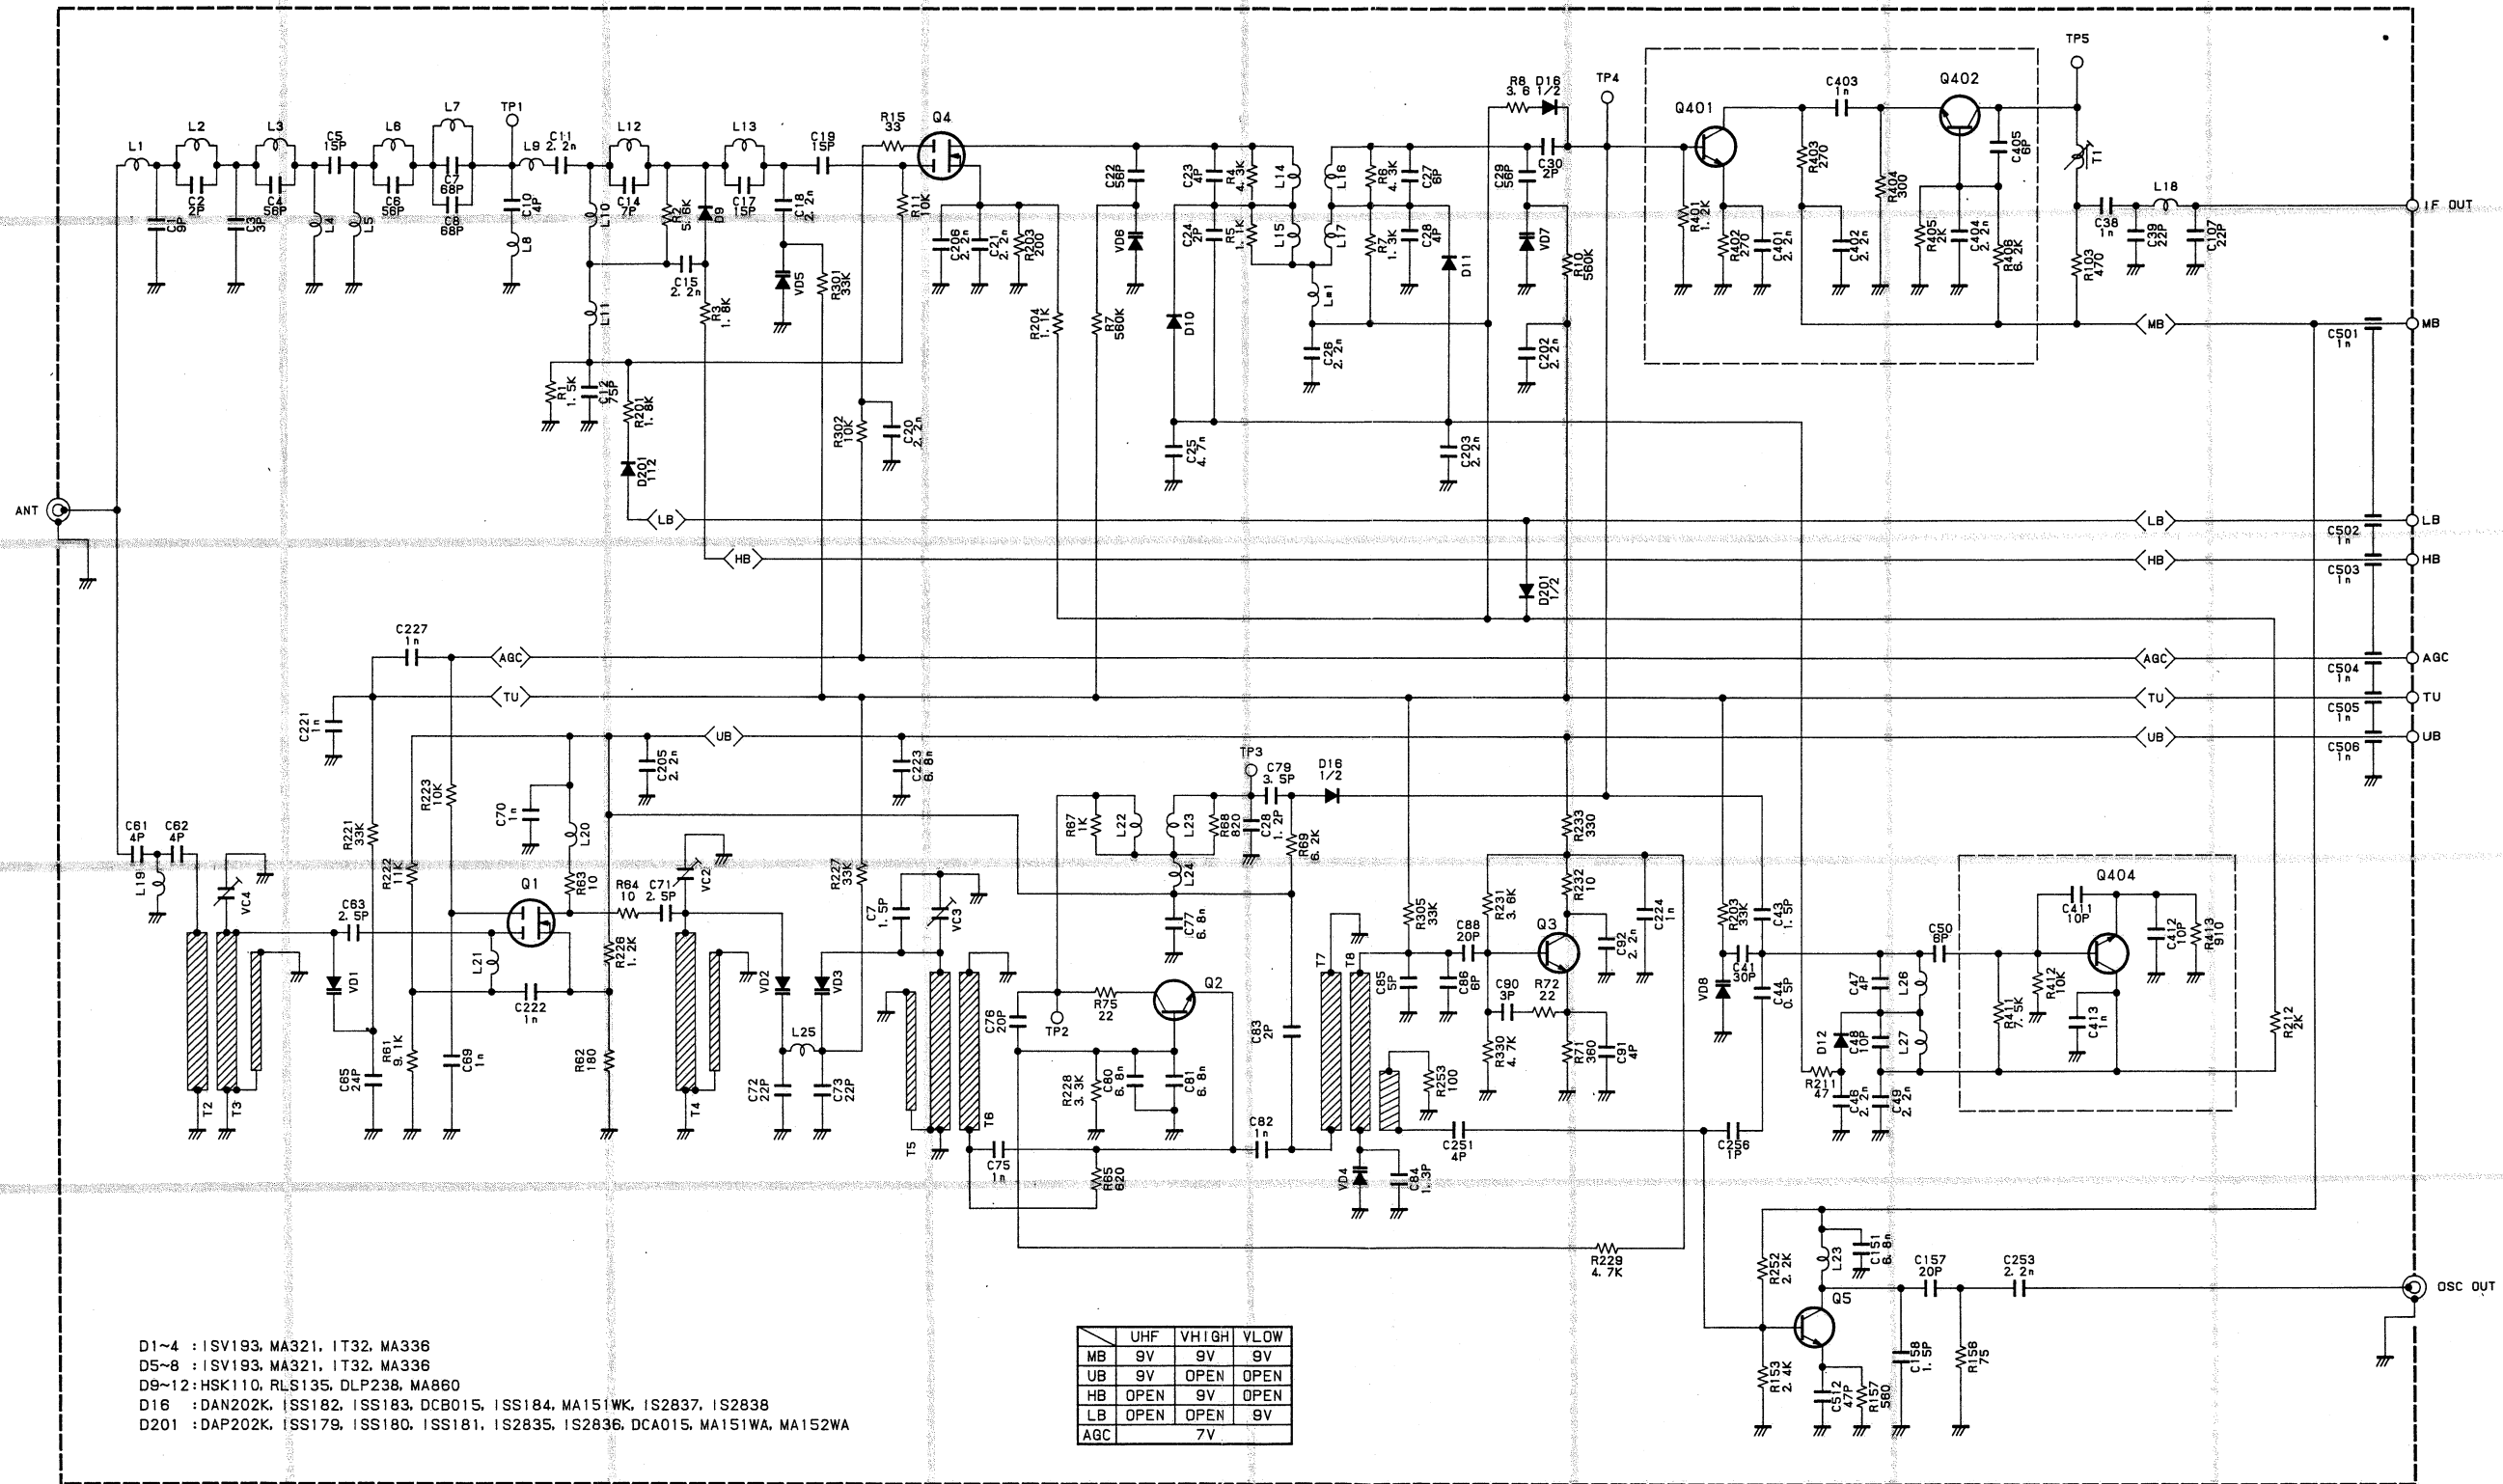 TP5
R8 D16
3.6 1/2
TP4
C403
1n
Q402
Q401
L7
TP1
L2
L3
C5
15P
L6
L1
L9
C11
2.2n
L12
L13
C19
15P
R15
33
Q4
C2
2P
C4
56P
C6
56P
C7
68P
C8
68P
C1
9P
C3
3P
L4
L5
C10
4P
L8
L10
C14
7P
R2
5.6K
D9
C17
15P
C18
2.2n
R11
10K
C22
56P
C23
4P
R4
4.3K
L14
L16
R6
4.3K
C27
6P
C29
56P
C30
2P
R403
270
R404
300
C405
6P
T1
L18
IF OUT
C206
2.2n
C21
2.2n
R203
200
VD6
C24
2P
R5
1.1K
L15
L17
R7
1.3K
C28
4P
VD7
R401
1.2K
R402
270
C401
2.2n
C402
2.2n
R405
2K
C404
2.2n
R406
6.2K
C38
1n
C39
22P
C107
22P
R103
470
C15
2.2n
VD5
R301
33K
D11
R10
560K
L11
R3
1.8K
Lm1
R204
1.1K
R7
560K
D10
C26
2.2n
C202
2.2n
MB
C501
1n
MB
R1
1.5K
C12
75P
R201
1.8K
R302
10K
C20
2.2n
C25
4.7n
C203
2.2n
D201
112
ANT
LB
LB
C502
1n
LB
HB
HB
C503
1n
HB
D201
1/2
C227
1n
AGC
AGC
C504
1n
AGC
TU
TU
C505
1n
TU
C221
1n
UB
UB
C506
1n
UB
C205
2.2n
C223
6.8n
TP3
C79
3.5P
D16
1/2
R223
10K
C70
1n
L20
R67
1K
L22
L23
R68
820
C28
1.2P
R69
6.2K
R233
330
C61
4P
C62
4P
R221
33K
R222
11K
L19
VC4
R63
10
Q1
R64
10
C71
2.5P
VC2
R227
33K
L24
C63
2.5P
C7
1.5P
VC3
C77
6.8n
R305
33K
C88
20P
R231
3.6K
R232
10
Q3
C224
1n
R203
33K
C43
1.5P
C50
6P
Q404
C411
10P
C412
10P
R413
910
L21
R226
1.2K
T7
T8
C92
2.2n
C41
30P
VD1
C222
1n
VD2
VD3
R75
22
Q2
C85
5P
C86
6P
C90
3P
R72
22
VD8
C44
0.5P
C47
4P
L26
R412
10K
R411
7.5K
C413
1n
C76
20P
TP2
C83
2P
R330
4.7K
R71
360
C91
4P
D12
C48
10P
L27
R212
2K
R61
9.1K
C69
1n
R62
180
L25
C65
24P
C72
22P
C73
22P
R228
3.3K
C80
6.8n
C81
6.8n
R253
100
R211
47
C46
2.2n
C49
2.2n
T2
T3
T4
T5
T6
C82
1n
C251
4P
C256
1P
C75
1n
R65
620
VD4
C84
1.3P
R229
4.7K
R252
2.2K
L23
C151
6.8n
C157
20P
C253
2.2n
OSC OUT
Q5
R153
2.4K
C512
47P
R157
560
C158
1.5P
R158
75
D1~4 :ISV193, MA321, IT32, MA336
D5~8 :ISV193, MA321, IT32, MA336
D9~12:HSK110, RLS135, DLP238, MA860
D16 :DAN202K, ISS182, ISS183, DCB015, ISS184, MA151WK, IS2837, IS2838
D201 :DAP202K, ISS179, ISS180, ISS181, IS2835, IS2836, DCA015, MA151WA, MA152WA
UHF VHIGH VLOW
MB 9V 9V 9V
UB 9V OPEN OPEN
HB OPEN 9V OPEN
LB OPEN OPEN 9V
AGC 7V